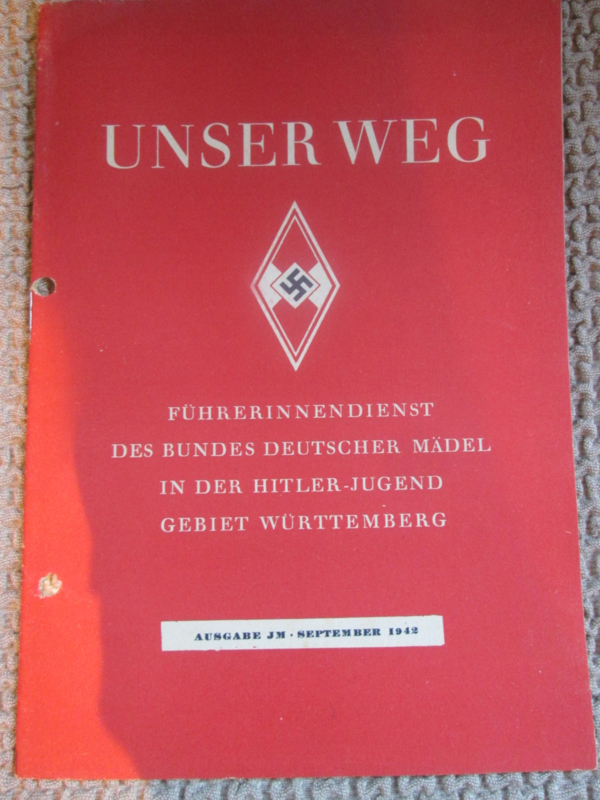 UNSER WEG
FÜHRERINNENDIENST
DES BUNDES DEUTSCHER MÄDEL
IN DER HITLER-JUGEND
GEBIET WÜRTTEMBERG
AUSGABE JM · SEPTEMBER 1942